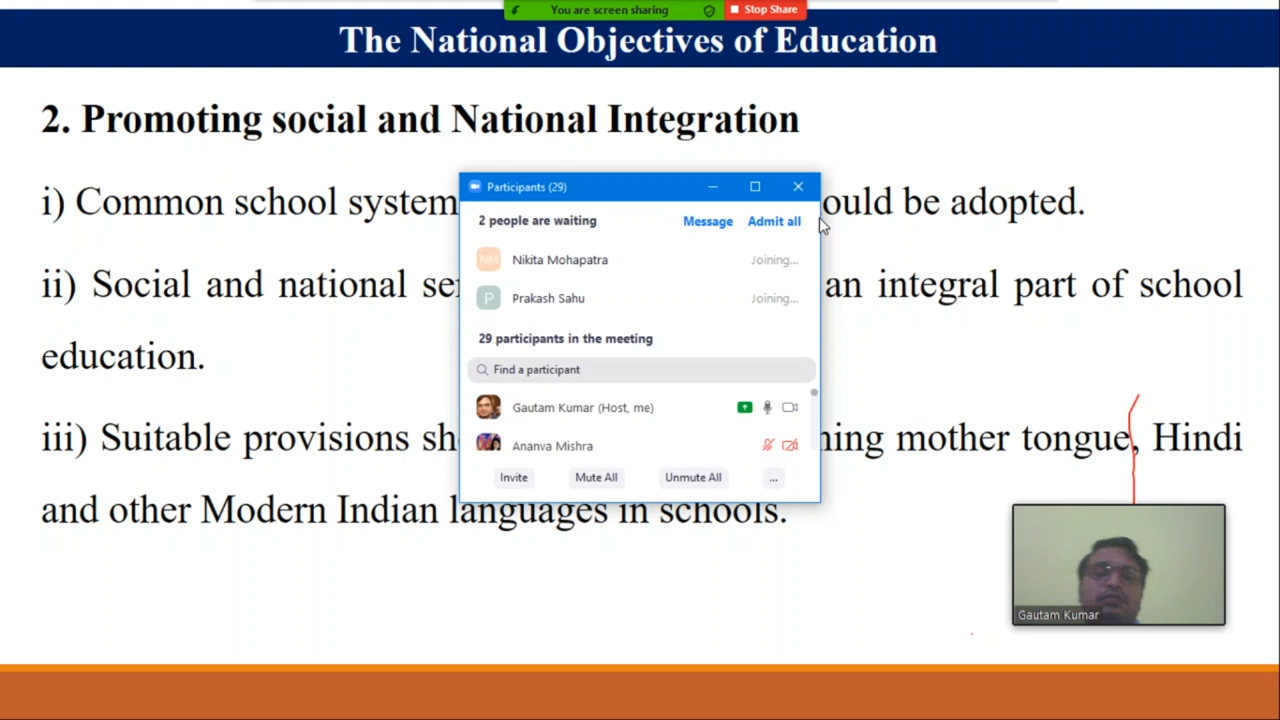 You are screen sharing Stop Share
The National Objectives of Education
2. Promoting social and National Integration
i) Common school system ould be adopted.
ii) Social and national se an integral part of school
education.
iii) Suitable provisions sh ning mother tongue, Hindi
and other Modern Indian languages in schools.
Participants (29)
2 people are waiting Message Admit all
NM Nikita Mohapatra Joining...
P Prakash Sahu Joining...
29 participants in the meeting
Find a participant
Gautam Kumar (Host, me)
Ananva Mishra
Invite Mute All Unmute All ...
Gautam Kumar